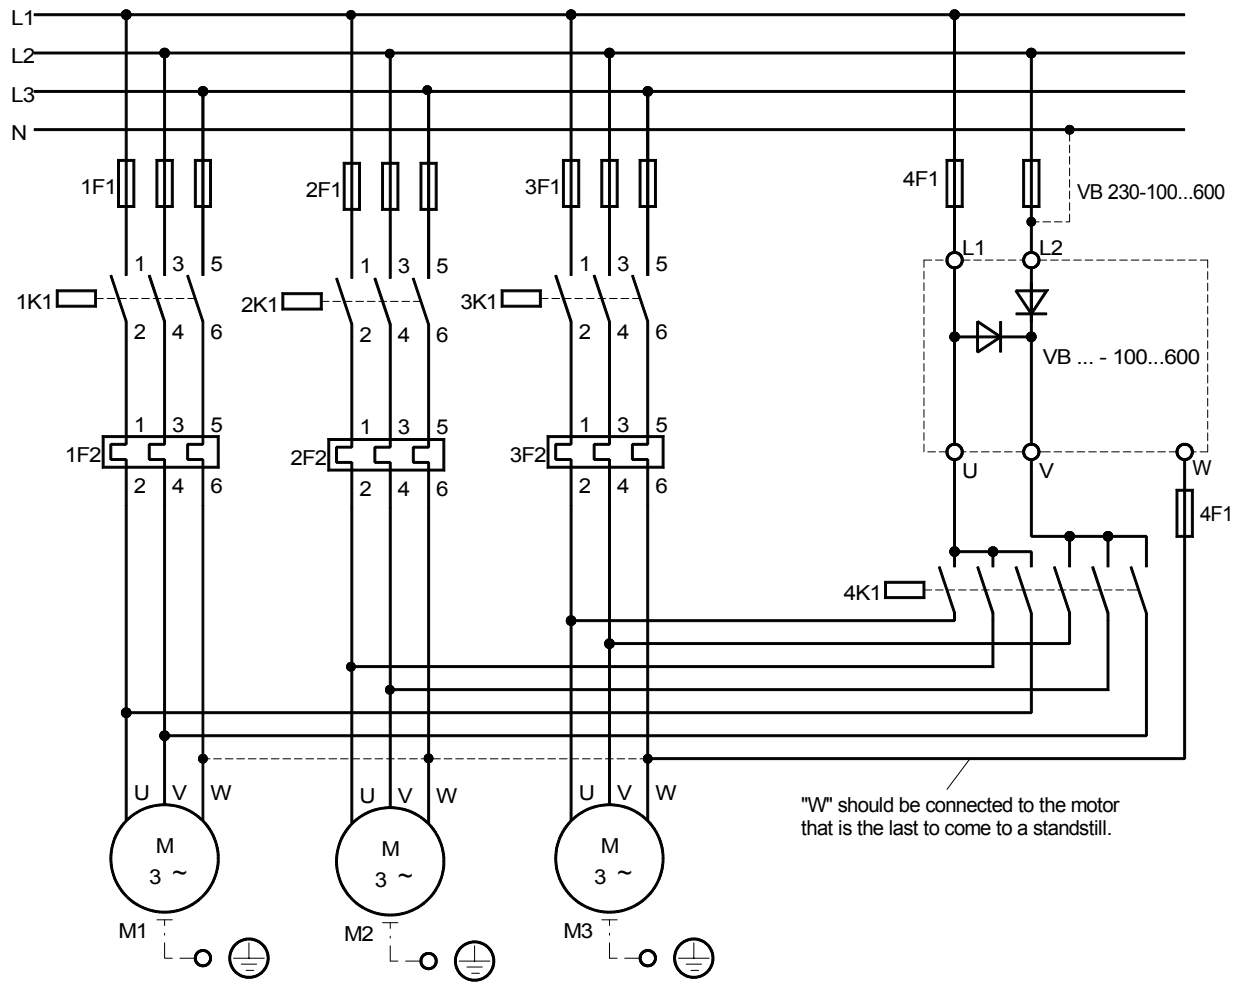 L1
L2
L3
N
1F1
2F1
3F1
4F1
VB 230-100...600
L1
L2
1 3 5
1 3 5
1 3 5
1K1
2K1
3K1
2 4 6
2 4 6
2 4 6
VB ... - 100...600
1 3 5
1 3 5
1 3 5
1F2
2F2
3F2
U
V
W
2 4 6
2 4 6
2 4 6
4F1
4K1
U V W
U V W
U V W
"W" should be connected to the motor
that is the last to come to a standstill.
M
3 ~
M
3 ~
M
3 ~
M1
M2
M3